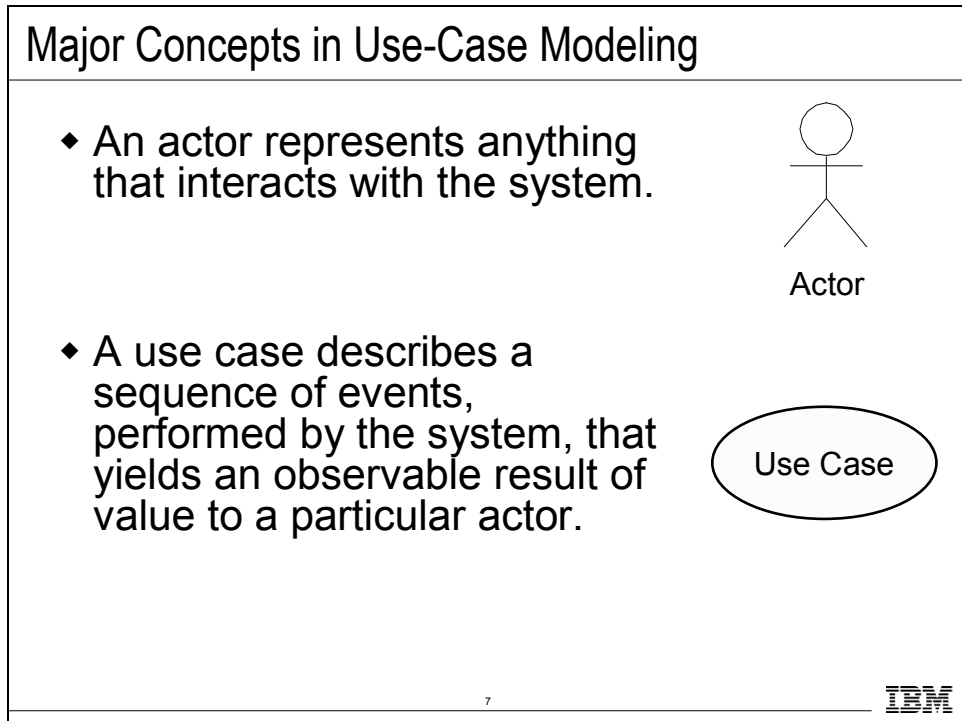 Major Concepts in Use-Case Modeling
◆ An actor represents anything
that interacts with the system.
Actor
◆ A use case describes a
sequence of events,
performed by the system, that
yields an observable result of
value to a particular actor.
Use Case
7
IBM